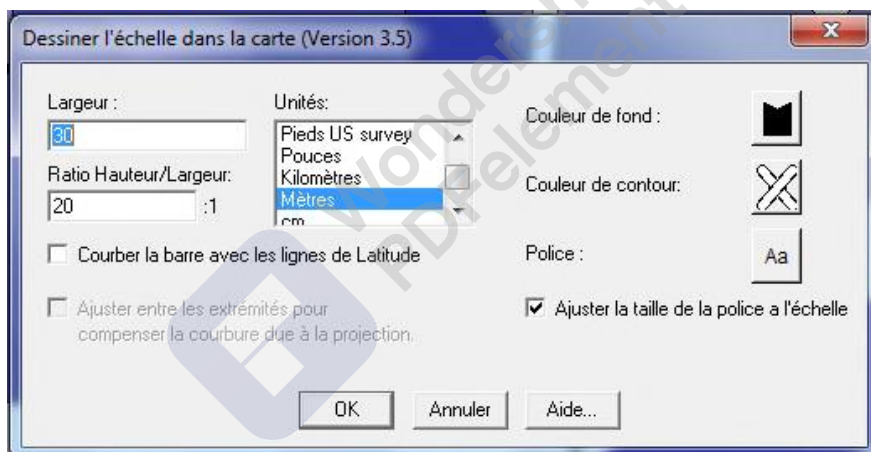 Dessiner l'échelle dans la carte (Version 3.5)
x
Largeur :
30
Ratio Hauteur/Largeur:
20 :1
Unités:
Pieds US survey
Pouces
Kilomètres
Mètres
cm
Courber la barre avec les lignes de Latitude
Ajuster entre les extrémités pour
compenser la courbure due à la projection.
Couleur de fond :
Couleur de contour:
Police :
Aa
Ajuster la taille de la police a l'échelle
OK
Annuler
Aide...
Wondershare
PDFelement